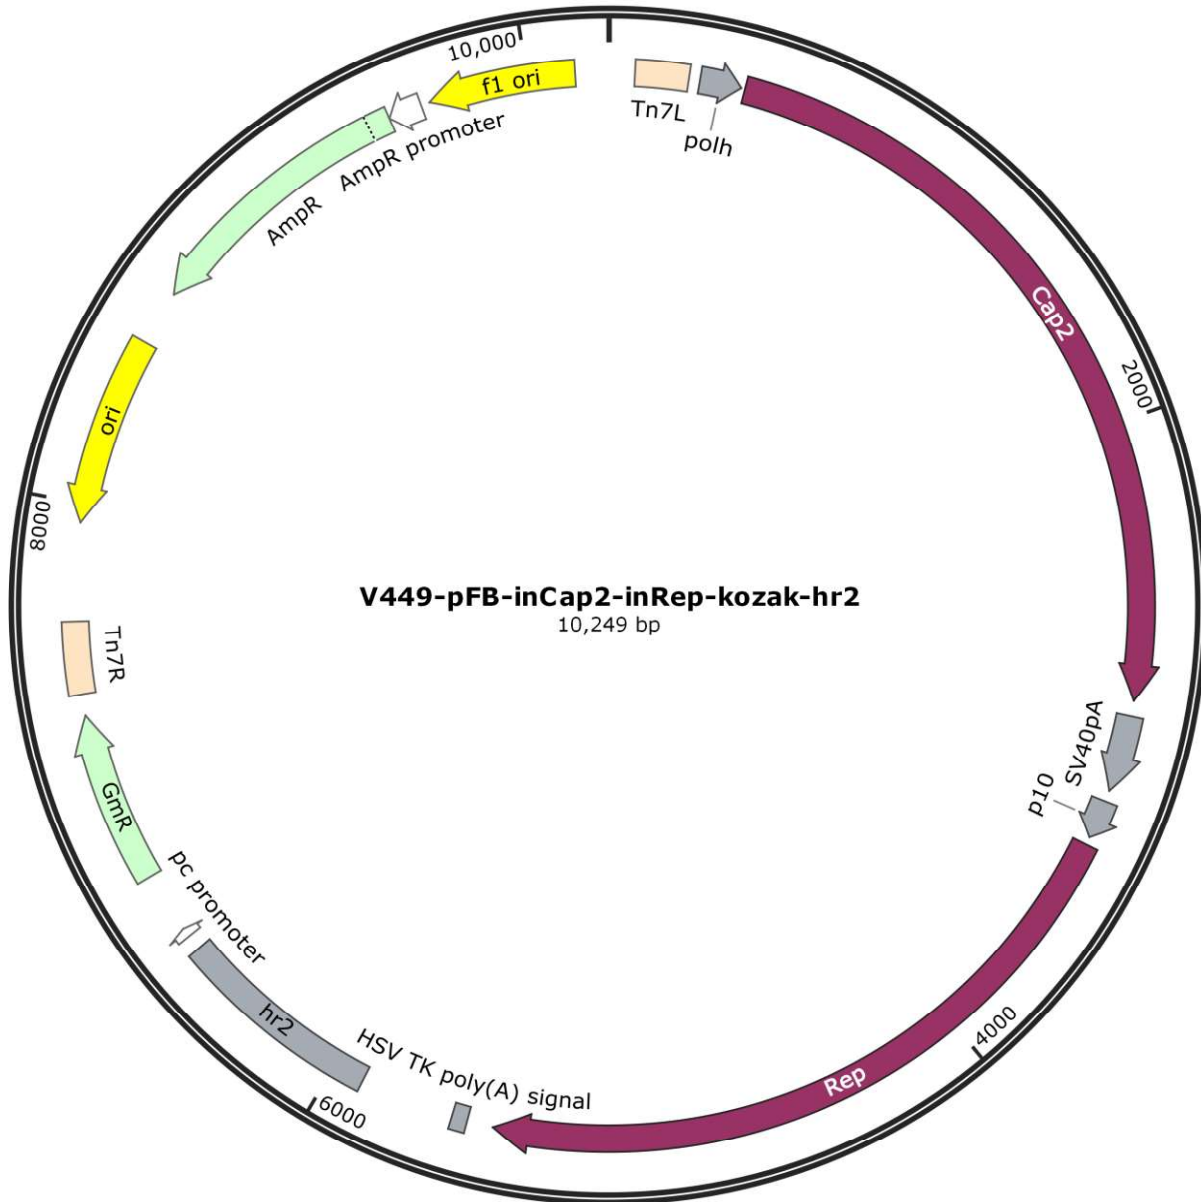 10,000
f1 ori
Tn7L
polh
AmpR promoter
AmpR
Cap2
2000
ori
8000
V449-pFB-inCap2-inRep-kozak-hr2
10,249 bp
Tn7R
SV40pA
p10
GmR
pc promoter
hr2
HSV TK poly(A) signal
4000
Rep
6000